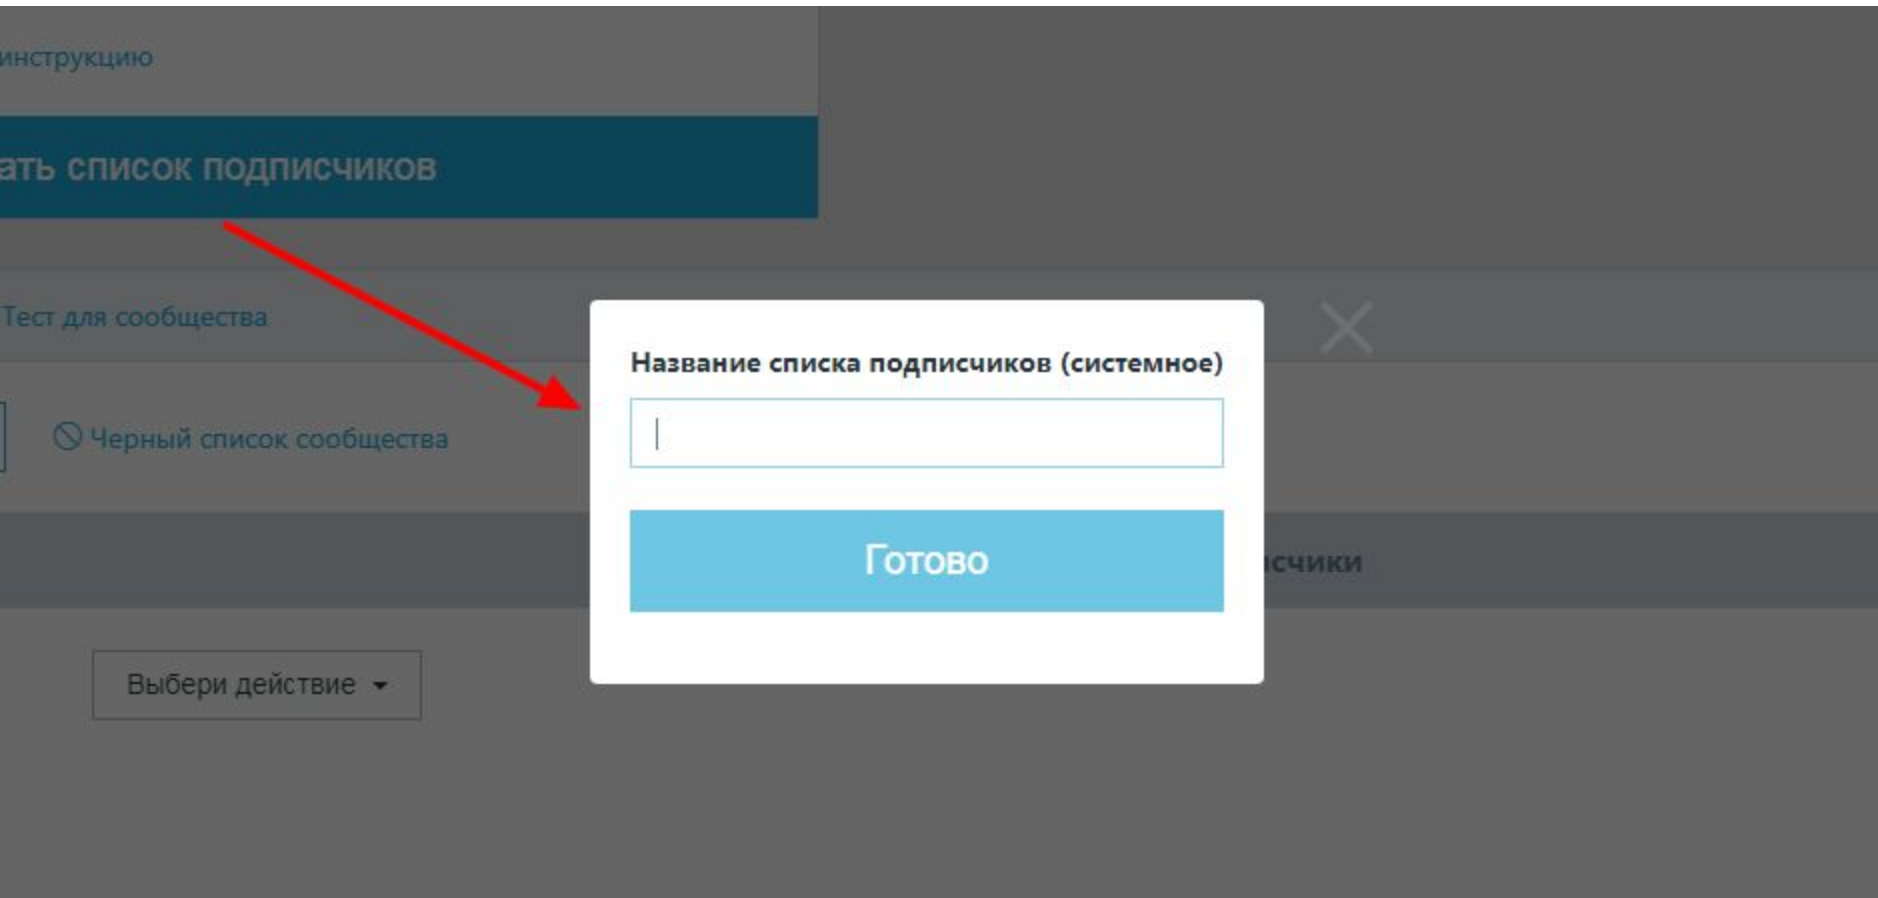 инструкцию
ать список подписчиков
Тест для сообщества
Название списка подписчиков (системное)
Черный список сообщества
Готово
счики
Выбери действие